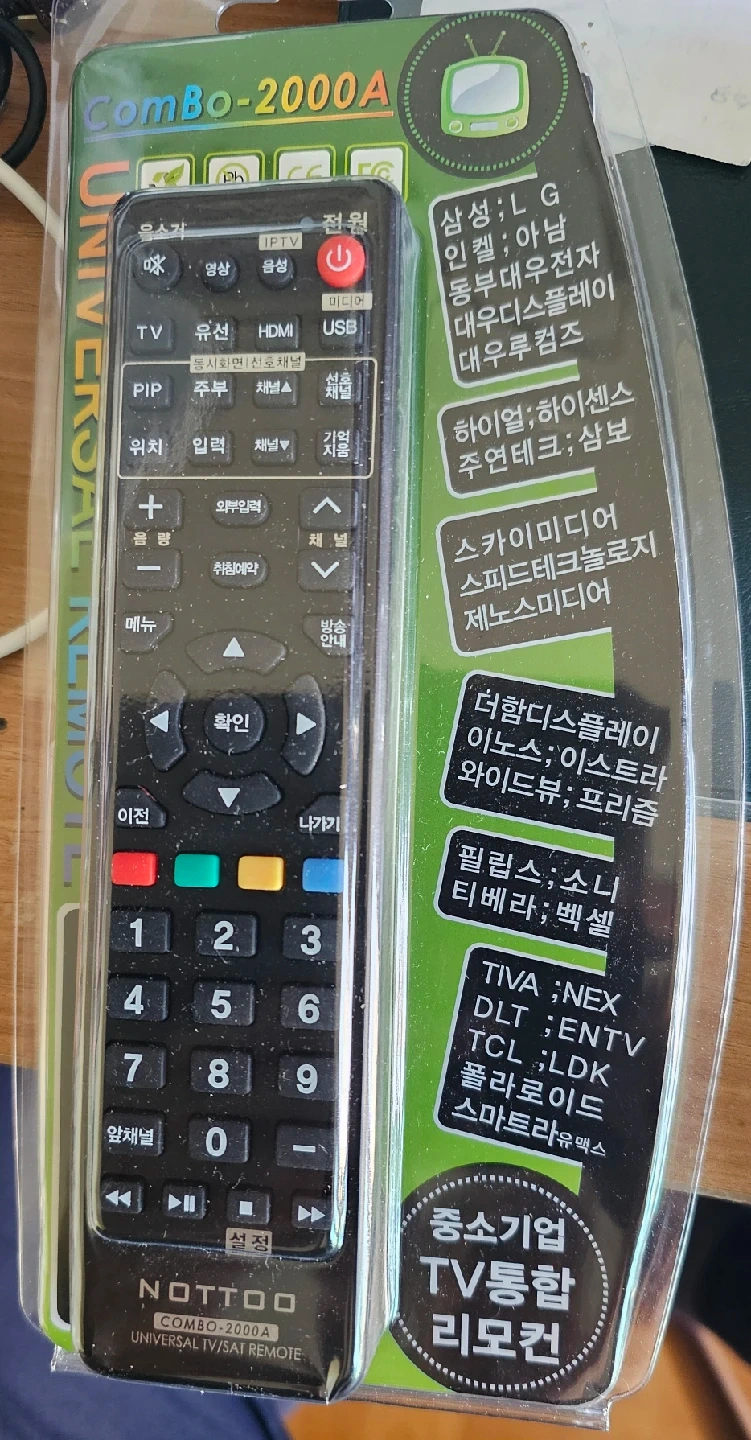 ComBo-2000A
UNIVERSAL REMOTE
Pb
CE
FC
음소거
전원
IPTV
영상
음성
미디어
TV
유선
HDMI
USB
동시화면|선호채널
PIP
주부
채널▲
선호
채널
위치
입력
채널▼
기억
지움
+
외부입력
음 량
채 널
−
취침예약
메뉴
방송
안내
확인
이전
나가기
1 2 3
4 5 6
7 8 9
앞채널
0
−
설정
NOTTOO
COMBO-2000A
UNIVERSAL TV/SAT REMOTE
삼성;L G
인켈;아남
동부대우전자
대우디스플레이
대우루컴즈
하이얼;하이센스
주연테크;삼보
스카이미디어
스피드테크놀로지
제노스미디어
더함디스플레이
이노스;이스트라
와이드뷰;프리즘
필립스;소니
티베라;벡셀
TIVA ;NEX
DLT ;ENTV
TCL ;LDK
폴라로이드
스마트라유맥스
중소기업
TV통합
리모컨